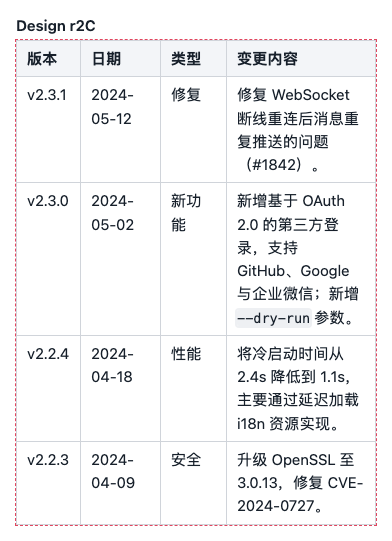 Design r2C
版本 日期 类型 变更内容
v2.3.1 2024-05-12 修复 修复 WebSocket
断线重连后消息重
复推送的问题
（#1842）。
v2.3.0 2024-05-02 新功能 新增基于 OAuth
2.0 的第三方登
录，支持
GitHub、Google
与企业微信；新增
--dry-run 参数。
v2.2.4 2024-04-18 性能 将冷启动时间从
2.4s 降低到 1.1s，
主要通过延迟加载
i18n 资源实现。
v2.2.3 2024-04-09 安全 升级 OpenSSL 至
3.0.13，修复 CVE-
2024-0727。